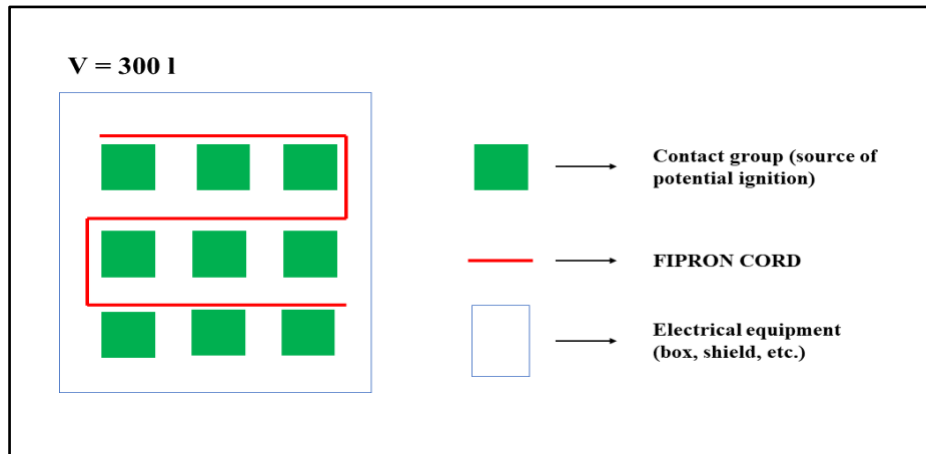 V = 300 l
Contact group (source of
potential ignition)
FIPRON CORD
Electrical equipment
(box, shield, etc.)